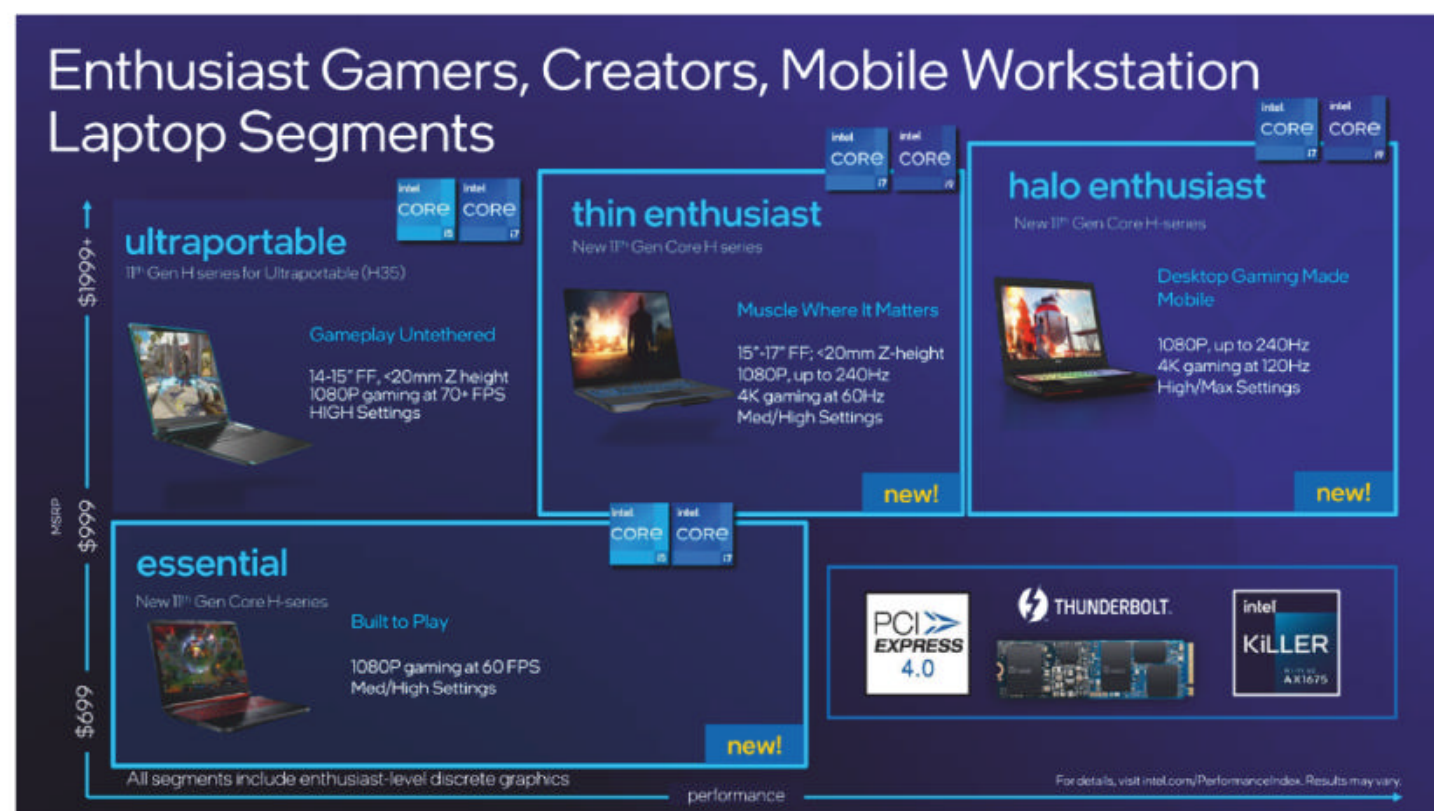 Enthusiast Gamers, Creators, Mobile Workstation
Laptop Segments
intel intel
CORE CORE
i5 i7
ultraportable
11th Gen H series for Ultraportable (H35)
Gameplay Untethered
14-15" FF, <20mm Z height
1080P gaming at 70+ FPS
HIGH Settings
intel intel
CORE CORE
i7 i9
thin enthusiast
New 11th Gen Core H series
Muscle Where It Matters
15"-17" FF; <20mm Z-height
1080P, up to 240Hz
4K gaming at 60Hz
Med/High Settings
new!
intel intel
CORE CORE
i7 i9
halo enthusiast
New 11th Gen Core H-series
Desktop Gaming Made
Mobile
1080P, up to 240Hz
4K gaming at 120Hz
High/Max Settings
new!
intel intel
CORE CORE
i5 i7
essential
New 11th Gen Core H-series
Built to Play
1080P gaming at 60 FPS
Med/High Settings
new!
PCI
EXPRESS
4.0
THUNDERBOLT.
intel
KiLLER
AX1675
$1999+
$999
MSRP
$699
All segments include enthusiast-level discrete graphics
performance
For details, visit intel.com/PerformanceIndex. Results may vary.